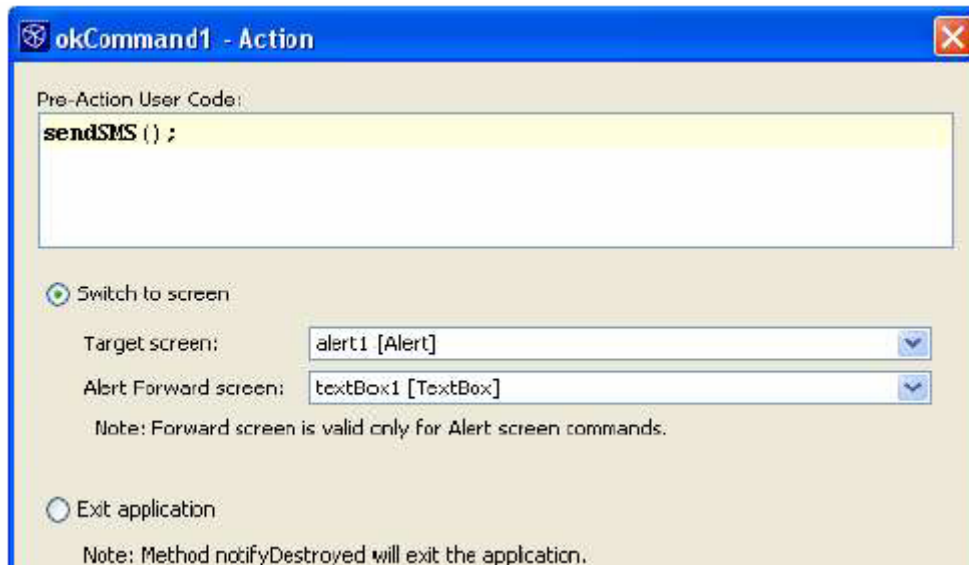 okCommand1 - Action
Pre-Action User Code:
sendSMS();
Switch to screen
Target screen: alert1 [Alert]
Alert Forward screen: textBox1 [TextBox]
Note: Forward screen is valid only for Alert screen commands.
Exit application
Note: Method notifyDestroyed will exit the application.